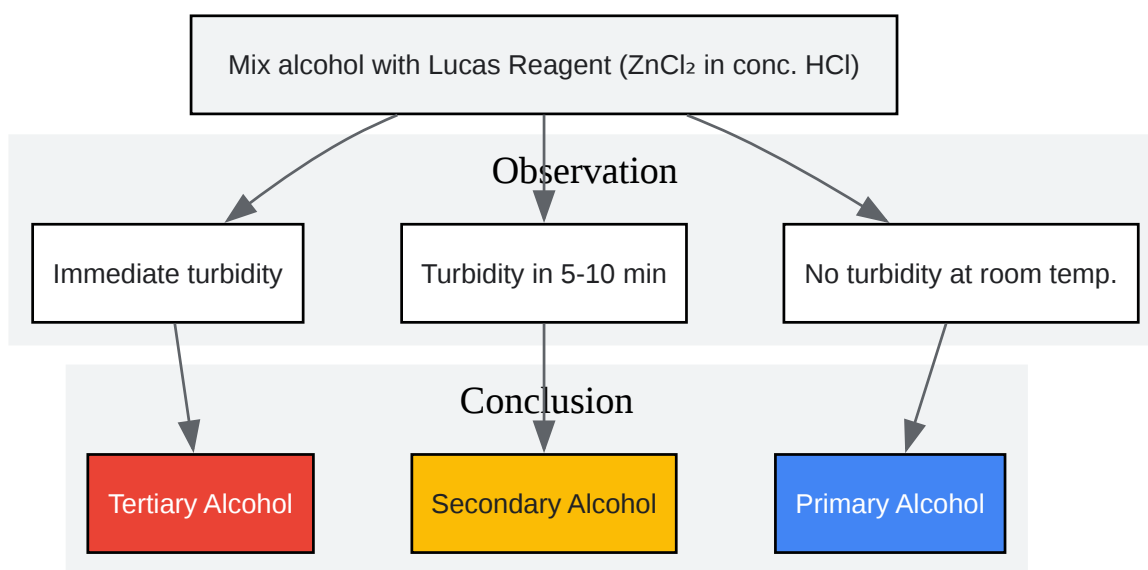 Mix alcohol with Lucas Reagent (ZnCl₂ in conc. HCl)
Observation
Immediate turbidity
Turbidity in 5-10 min
No turbidity at room temp.
Conclusion
Tertiary Alcohol
Secondary Alcohol
Primary Alcohol